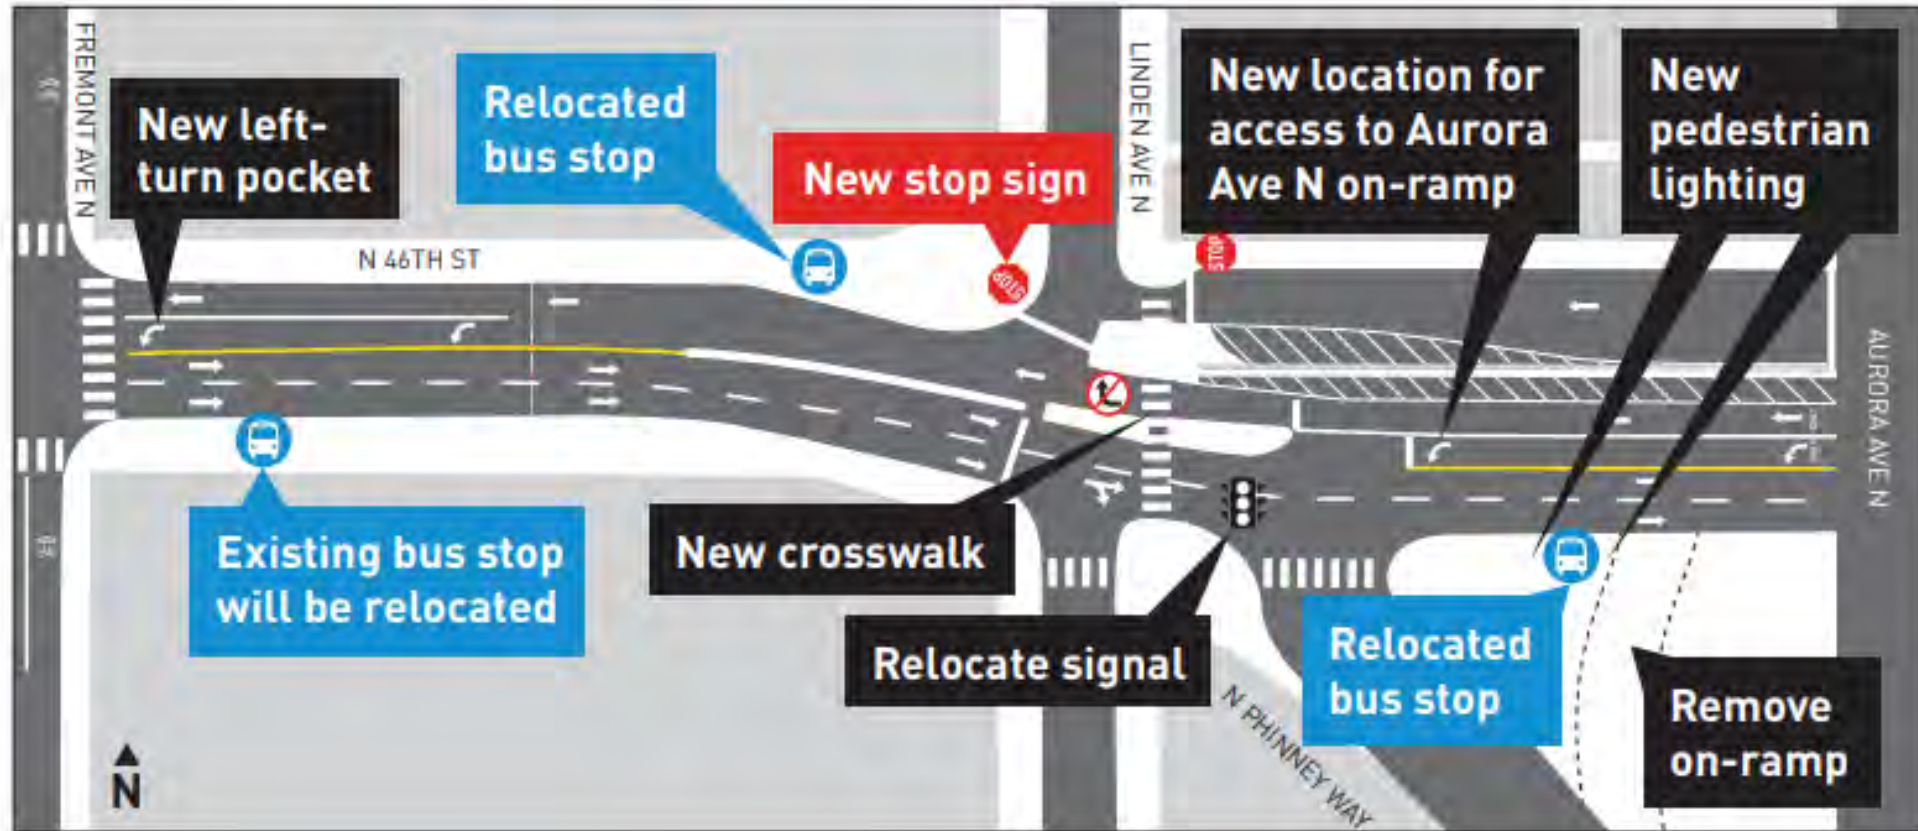 FREMONT AVE N
New left-
turn pocket
Relocated
bus stop
New stop sign
LINDEN AVE N
New location for
access to Aurora
Ave N on-ramp
New
pedestrian
lighting
N 46TH ST
STOP
STOP
AURORA AVE N
Existing bus stop
will be relocated
New crosswalk
Relocate signal
Relocated
bus stop
Remove
on-ramp
N PHINNEY WAY
N